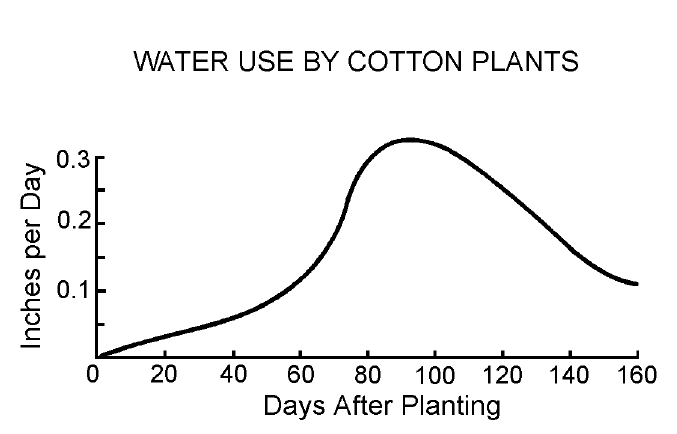 WATER USE BY COTTON PLANTS
0.3
0.2
0.1
Inches per Day
0 20 40 60 80 100 120 140 160
Days After Planting